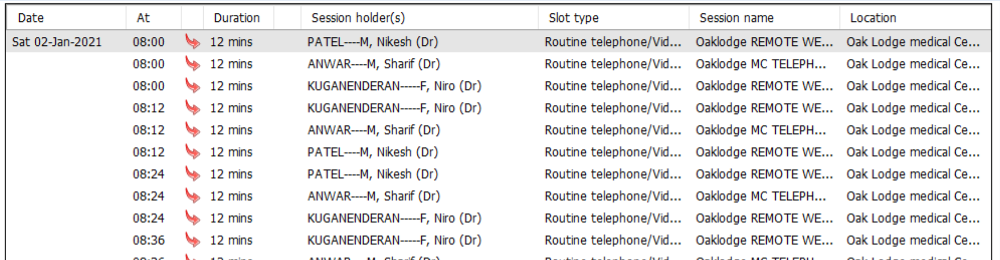 Date At Duration Session holder(s) Slot type Session name Location
Sat 02-Jan-2021 08:00 12 mins PATEL----M, Nikesh (Dr) Routine telephone/Vid... Oaklodge REMOTE WE... Oak Lodge medical Ce...
08:00 12 mins ANWAR----M, Sharif (Dr) Routine telephone/Vid... Oaklodge MC TELEPH... Oak Lodge medical Ce...
08:00 12 mins KUGANENDERAN-----F, Niro (Dr) Routine telephone/Vid... Oaklodge REMOTE WE... Oak Lodge medical Ce...
08:12 12 mins KUGANENDERAN-----F, Niro (Dr) Routine telephone/Vid... Oaklodge REMOTE WE... Oak Lodge medical Ce...
08:12 12 mins ANWAR----M, Sharif (Dr) Routine telephone/Vid... Oaklodge MC TELEPH... Oak Lodge medical Ce...
08:12 12 mins PATEL----M, Nikesh (Dr) Routine telephone/Vid... Oaklodge REMOTE WE... Oak Lodge medical Ce...
08:24 12 mins PATEL----M, Nikesh (Dr) Routine telephone/Vid... Oaklodge REMOTE WE... Oak Lodge medical Ce...
08:24 12 mins ANWAR----M, Sharif (Dr) Routine telephone/Vid... Oaklodge MC TELEPH... Oak Lodge medical Ce...
08:24 12 mins KUGANENDERAN-----F, Niro (Dr) Routine telephone/Vid... Oaklodge REMOTE WE... Oak Lodge medical Ce...
08:36 12 mins KUGANENDERAN-----F, Niro (Dr) Routine telephone/Vid... Oaklodge REMOTE WE... Oak Lodge medical Ce...